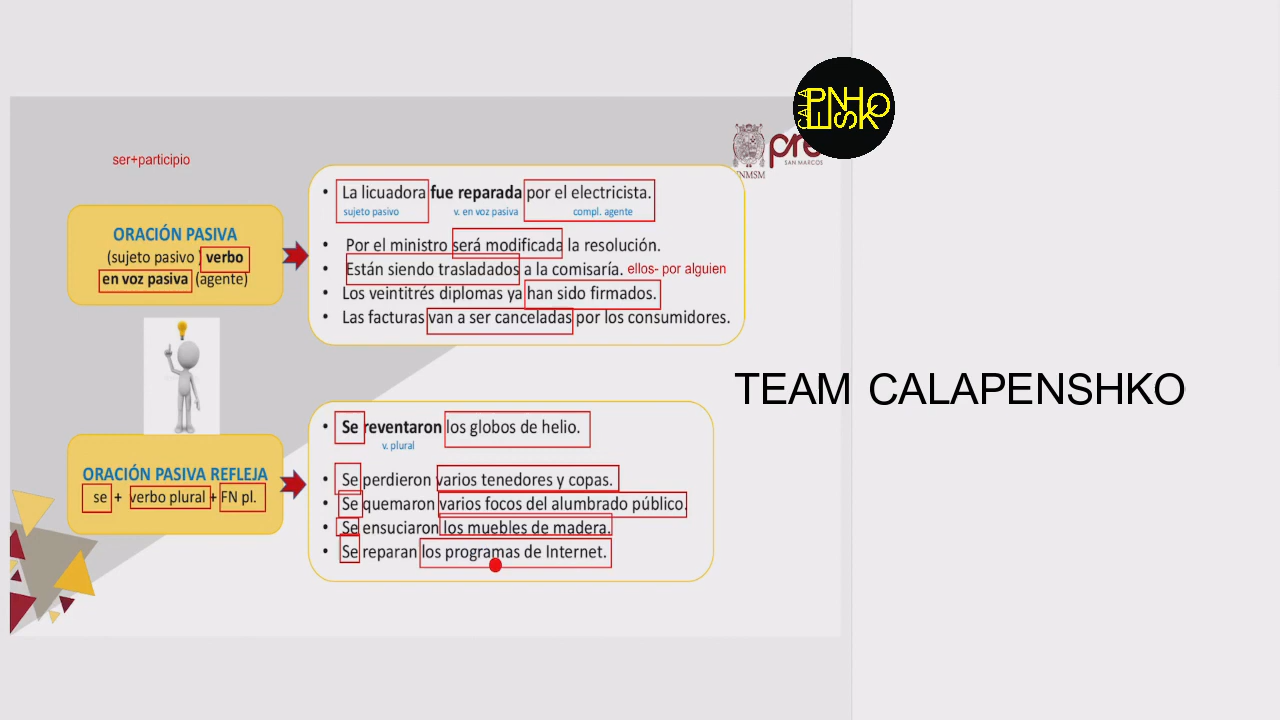 CALA
PENSHKO
pre
SAN MARCOS
UNMSM
ser+participio
ORACIÓN PASIVA
(sujeto pasivo) verbo
en voz pasiva (agente)
• La licuadora fue reparada por el electricista.
sujeto pasivo v. en voz pasiva compl. agente
• Por el ministro será modificada la resolución.
• Están siendo trasladados a la comisaría. ellos- por alguien
• Los veintitrés diplomas ya han sido firmados.
• Las facturas van a ser canceladas por los consumidores.
TEAM CALAPENSHKO
ORACIÓN PASIVA REFLEJA
se + verbo plural + FN pl.
• Se reventaron los globos de helio.
v. plural
• Se perdieron varios tenedores y copas.
• Se quemaron varios focos del alumbrado público.
• Se ensuciaron los muebles de madera.
• Se reparan los programas de Internet.